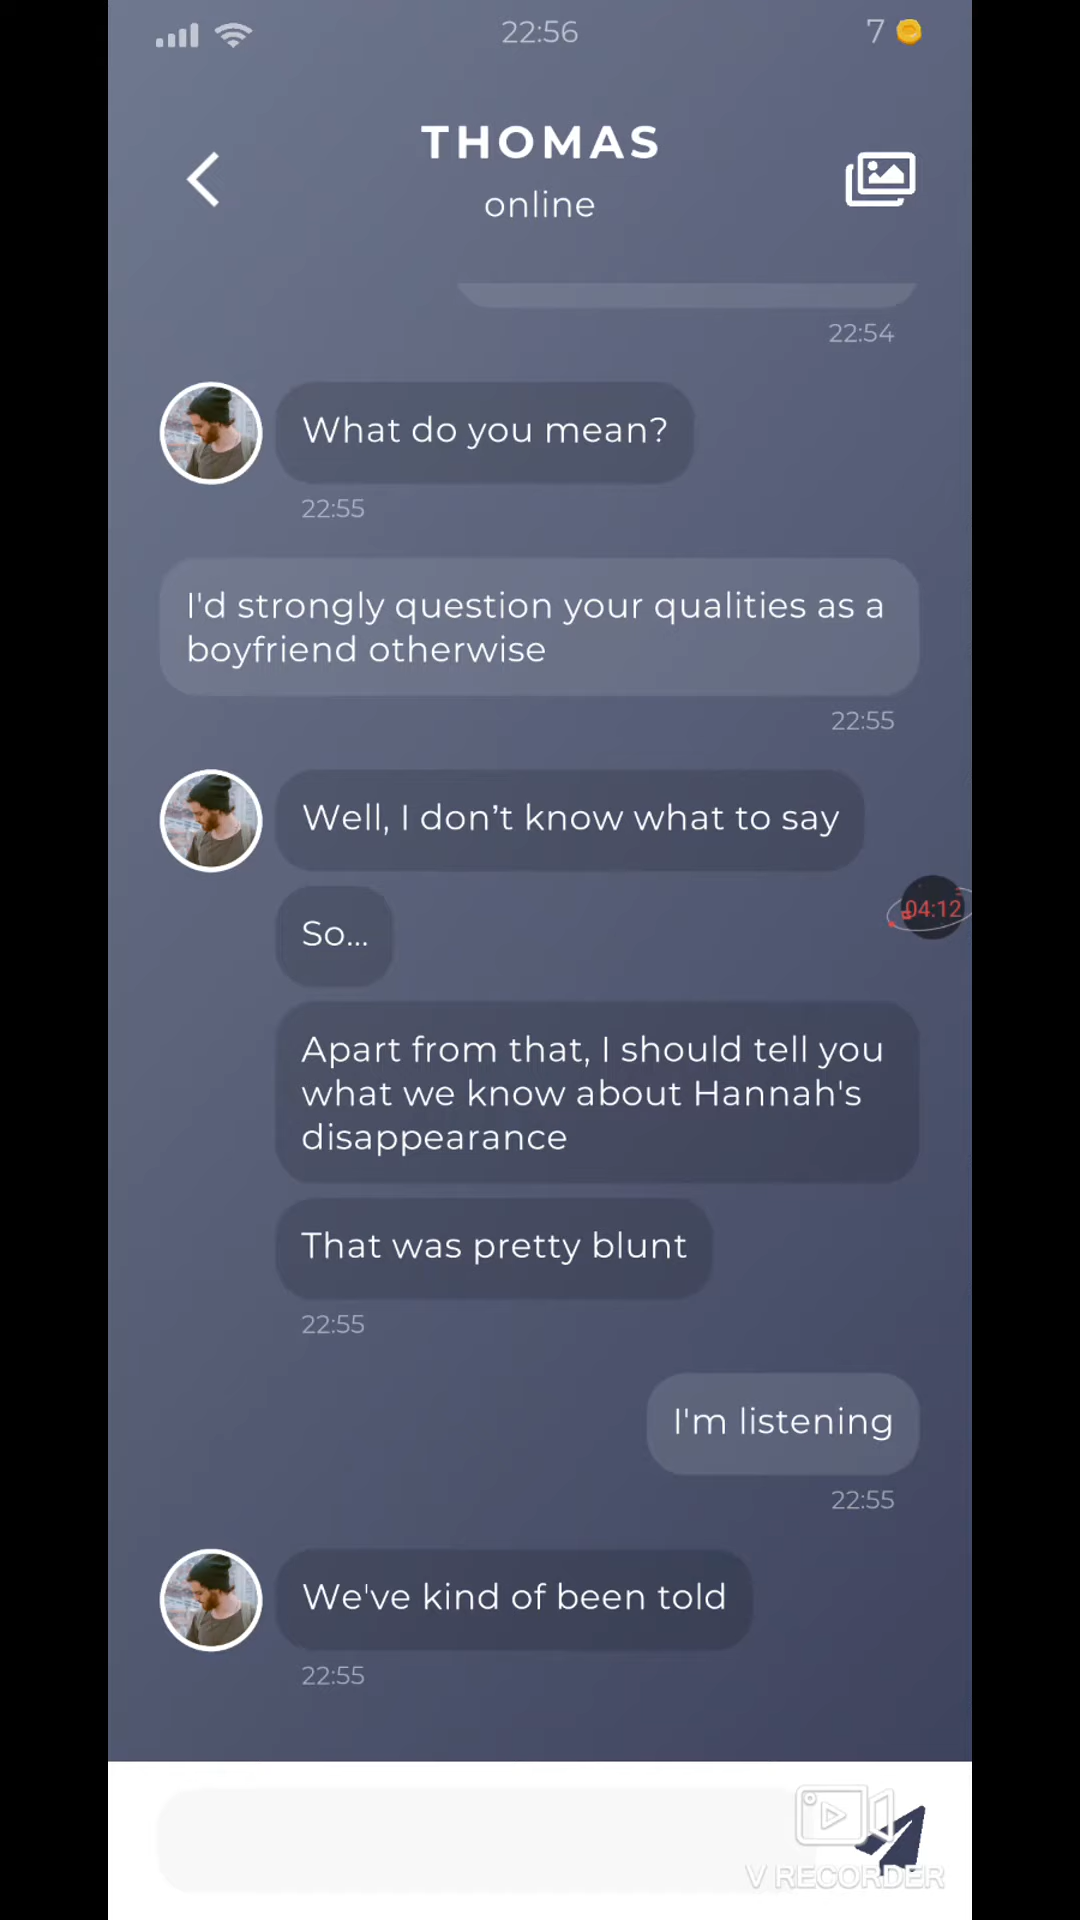 22:56
7
THOMAS
online
22:54
What do you mean?
22:55
I'd strongly question your qualities as a
boyfriend otherwise
22:55
Well, I don’t know what to say
So...
04:12
Apart from that, I should tell you
what we know about Hannah's
disappearance
That was pretty blunt
22:55
I'm listening
22:55
We've kind of been told
22:55
V RECORDER